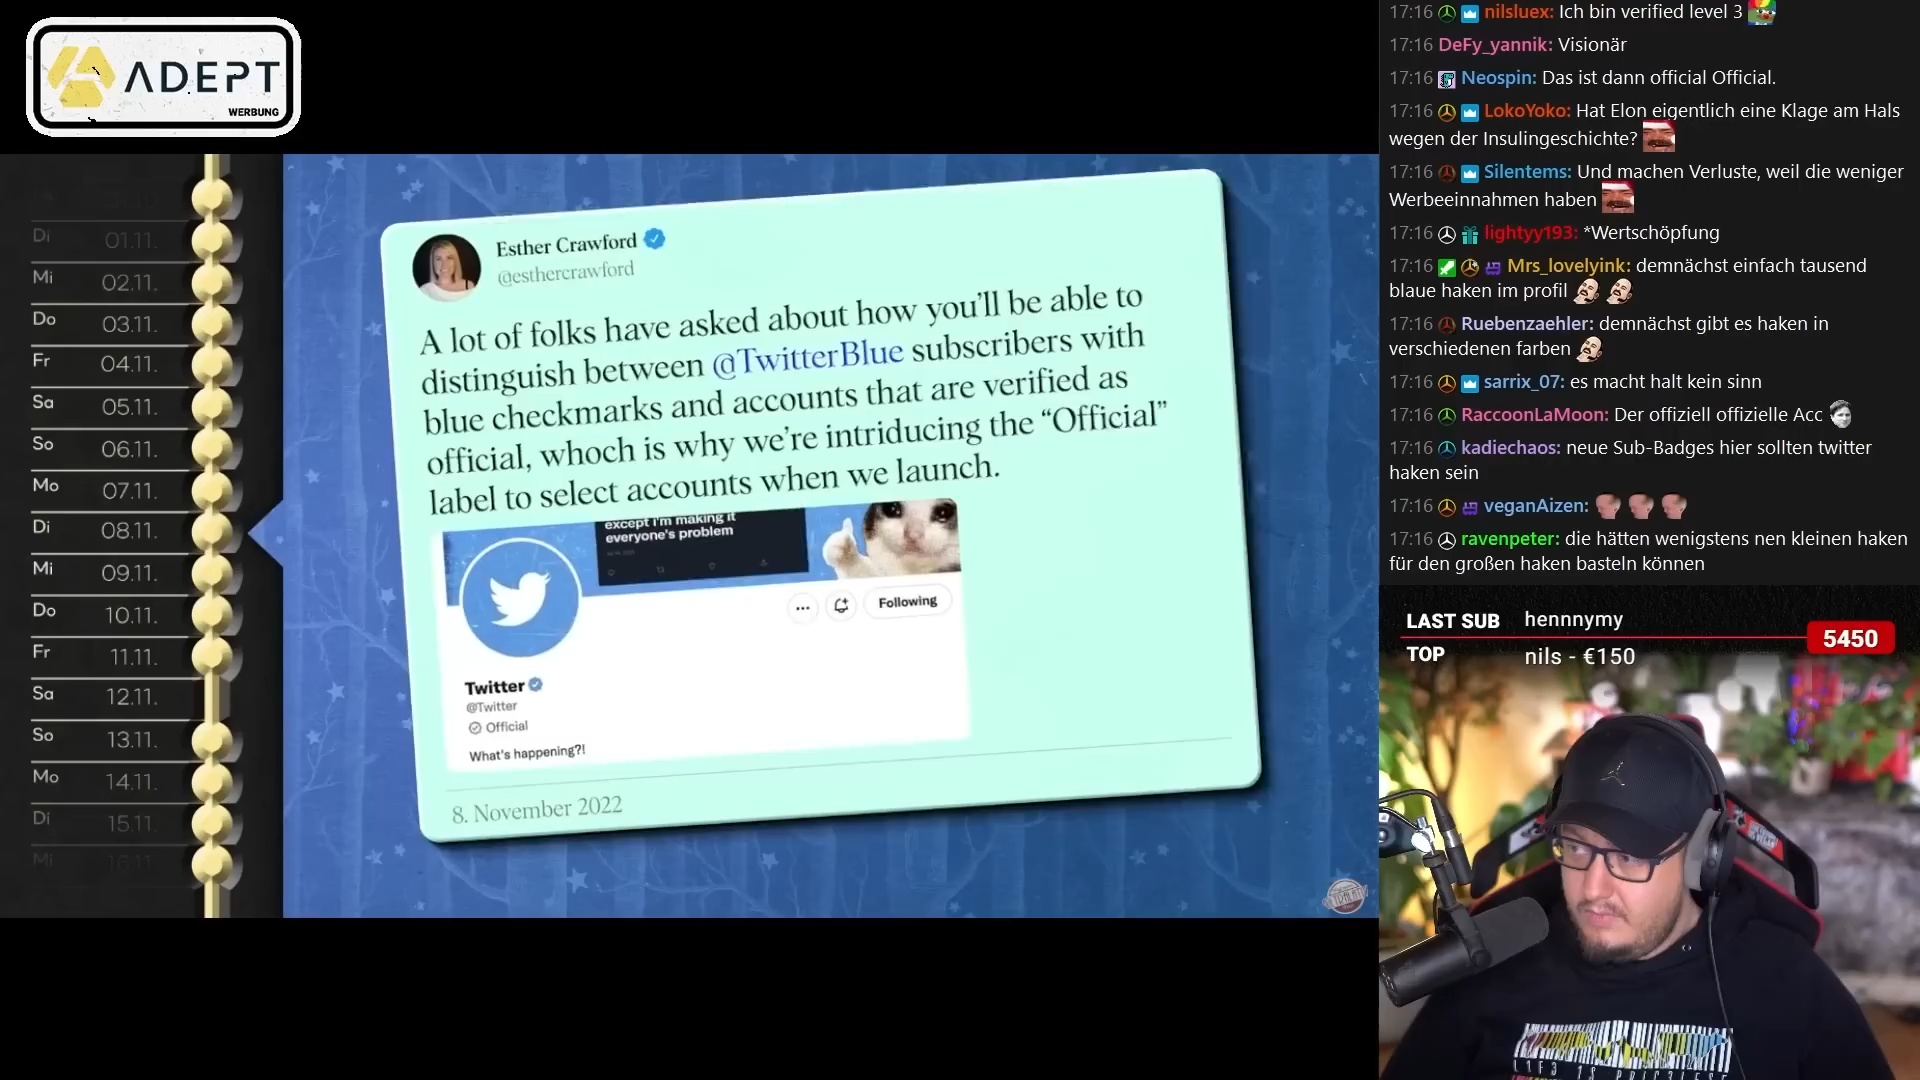 ADEPT
WERBUNG
Di 01.11.
Mi 02.11.
Do 03.11.
Fr 04.11.
Sa 05.11.
So 06.11.
Mo 07.11.
Di 08.11.
Mi 09.11.
Do 10.11.
Fr 11.11.
Sa 12.11.
So 13.11.
Mo 14.11.
Di 15.11.
Mi 16.11.
Esther Crawford
@esthercrawford
A lot of folks have asked about how you'll be able to
distinguish between @TwitterBlue subscribers with
blue checkmarks and accounts that are verified as
official, whoch is why we're intriducing the “Official”
label to select accounts when we launch.
except i'm making it
everyone's problem
Following
Twitter
@Twitter
Official
What's happening?!
8. November 2022
17:16 nilsluex: Ich bin verified level 3
17:16 DeFy_yannik: Visionär
17:16 Neospin: Das ist dann official Official.
17:16 LokoYoko: Hat Elon eigentlich eine Klage am Hals
wegen der Insulingeschichte?
17:16 Silentems: Und machen Verluste, weil die weniger
Werbeeinnahmen haben
17:16 lightyy193: *Wertschöpfung
17:16 Mrs_lovelyink: demnächst einfach tausend
blaue haken im profil
17:16 Ruebenzaehler: demnächst gibt es haken in
verschiedenen farben
17:16 sarrix_07: es macht halt kein sinn
17:16 RaccoonLaMoon: Der offiziell offizielle Acc
17:16 kadiechaos: neue Sub-Badges hier sollten twitter
haken sein
17:16 veganAizen:
17:16 ravenpeter: die hätten wenigstens nen kleinen haken
für den großen haken basteln können
LAST SUB hennnymy
5450
TOP nils - €150